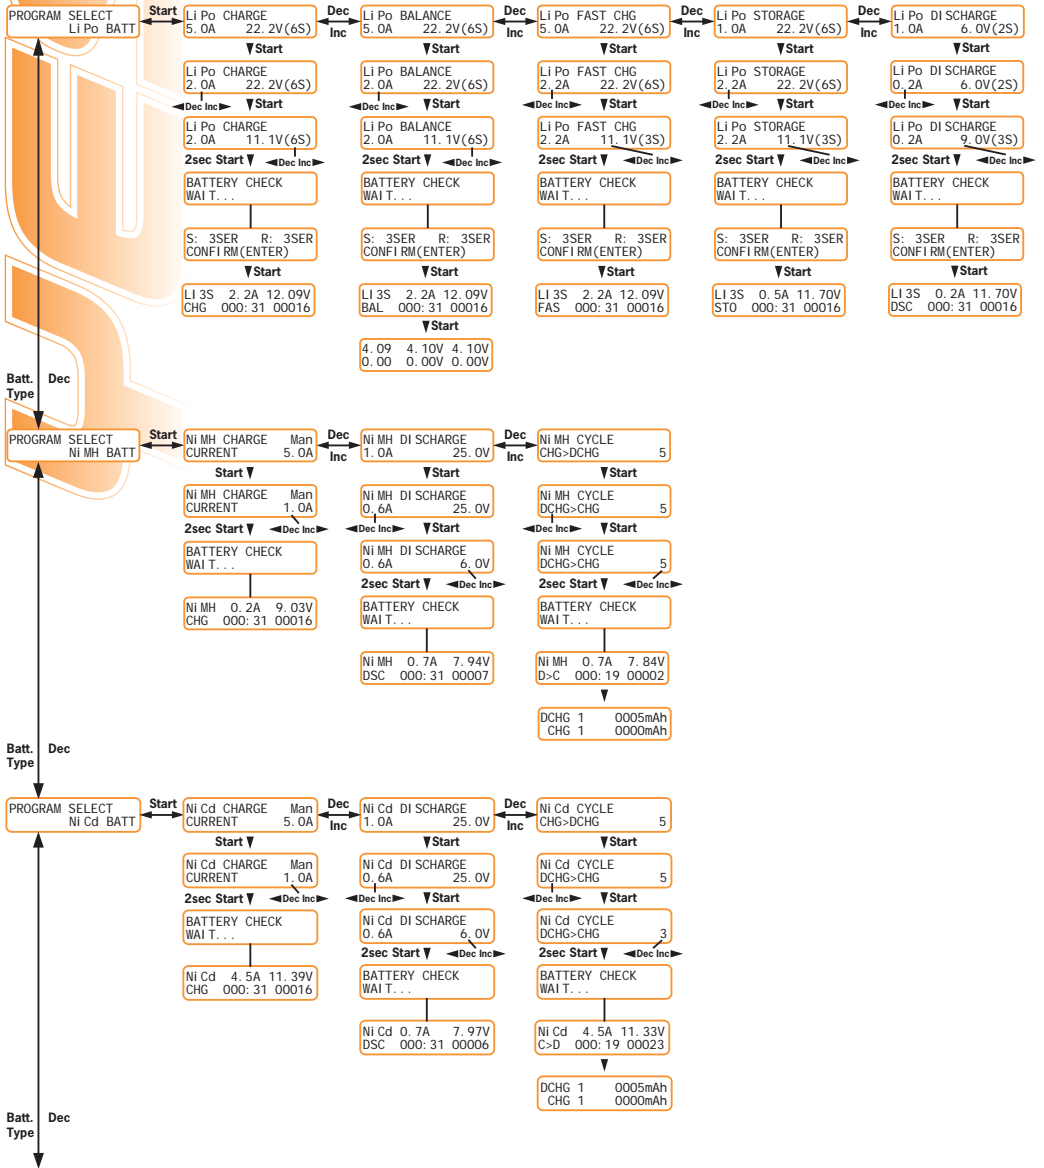 PROGRAM SELECT
LiPo BATT
Start
LiPo CHARGE
5.0A 22.2V(6S)
Dec
Inc
LiPo BALANCE
5.0A 22.2V(6S)
Dec
Inc
LiPo FAST CHG
5.0A 22.2V(6S)
Dec
Inc
LiPo STORAGE
1.0A 22.2V(6S)
Dec
Inc
LiPo DISCHARGE
1.0A 6.0V(2S)
Start
Start
Start
Start
Start
LiPo CHARGE
2.0A 22.2V(6S)
LiPo BALANCE
2.0A 22.2V(6S)
LiPo FAST CHG
2.2A 22.2V(6S)
LiPo STORAGE
2.2A 22.2V(6S)
LiPo DISCHARGE
0.2A 6.0V(2S)
Dec Inc Start
Dec Inc Start
Dec Inc Start
Dec Inc Start
Dec Inc Start
LiPo CHARGE
2.0A 11.1V(6S)
LiPo BALANCE
2.0A 11.1V(6S)
LiPo FAST CHG
2.2A 11.1V(3S)
LiPo STORAGE
2.2A 11.1V(3S)
LiPo DISCHARGE
0.2A 9.0V(3S)
2sec Start Dec Inc
2sec Start Dec Inc
2sec Start Dec Inc
2sec Start Dec Inc
2sec Start Dec Inc
BATTERY CHECK
WAIT...
BATTERY CHECK
WAIT...
BATTERY CHECK
WAIT...
BATTERY CHECK
WAIT...
BATTERY CHECK
WAIT...
S: 3SER R: 3SER
CONFIRM(ENTER)
S: 3SER R: 3SER
CONFIRM(ENTER)
S: 3SER R: 3SER
CONFIRM(ENTER)
S: 3SER R: 3SER
CONFIRM(ENTER)
S: 3SER R: 3SER
CONFIRM(ENTER)
Start
Start
Start
Start
Start
LI3S 2.2A 12.09V
CHG 000:31 00016
LI3S 2.2A 12.09V
BAL 000:31 00016
LI3S 2.2A 12.09V
FAS 000:31 00016
LI3S 0.5A 11.70V
STO 000:31 00016
LI3S 0.2A 11.70V
DSC 000:31 00016
Start
4.09 4.10V 4.10V
0.00 0.00V 0.00V
Batt.
Type
Dec
PROGRAM SELECT
NiMH BATT
Start
NiMH CHARGE Man
CURRENT 5.0A
Dec
Inc
NiMH DISCHARGE
1.0A 25.0V
Dec
Inc
NiMH CYCLE
CHG>DCHG 5
Start
Start
Start
NiMH CHARGE Man
CURRENT 1.0A
NiMH DISCHARGE
0.6A 25.0V
NiMH CYCLE
DCHG>CHG 5
2sec Start Dec Inc
Dec Inc Start
Dec Inc Start
BATTERY CHECK
WAIT...
NiMH DISCHARGE
0.6A 6.0V
NiMH CYCLE
DCHG>CHG 5
2sec Start Dec Inc
2sec Start Dec Inc
NiMH 0.2A 9.03V
CHG 000:31 00016
BATTERY CHECK
WAIT...
BATTERY CHECK
WAIT...
NiMH 0.7A 7.94V
DSC 000:31 00007
NiMH 0.7A 7.84V
D>C 000:19 00002
DCHG 1 0005mAh
CHG 1 0000mAh
Batt.
Type
Dec
PROGRAM SELECT
NiCd BATT
Start
NiCd CHARGE Man
CURRENT 5.0A
Dec
Inc
NiCd DISCHARGE
1.0A 25.0V
Dec
Inc
NiCd CYCLE
CHG>DCHG 5
Start
Start
Start
NiCd CHARGE Man
CURRENT 1.0A
NiCd DISCHARGE
0.6A 25.0V
NiCd CYCLE
DCHG>CHG 5
2sec Start Dec Inc
Dec Inc Start
Dec Inc Start
BATTERY CHECK
WAIT...
NiCd DISCHARGE
0.6A 6.0V
NiCd CYCLE
DCHG>CHG 3
2sec Start Dec Inc
2sec Start Dec Inc
NiCd 4.5A 11.39V
CHG 000:31 00016
BATTERY CHECK
WAIT...
BATTERY CHECK
WAIT...
NiCd 0.7A 7.97V
DSC 000:31 00006
NiCd 4.5A 11.33V
C>D 000:19 00023
DCHG 1 0005mAh
CHG 1 0000mAh
Batt.
Type
Dec